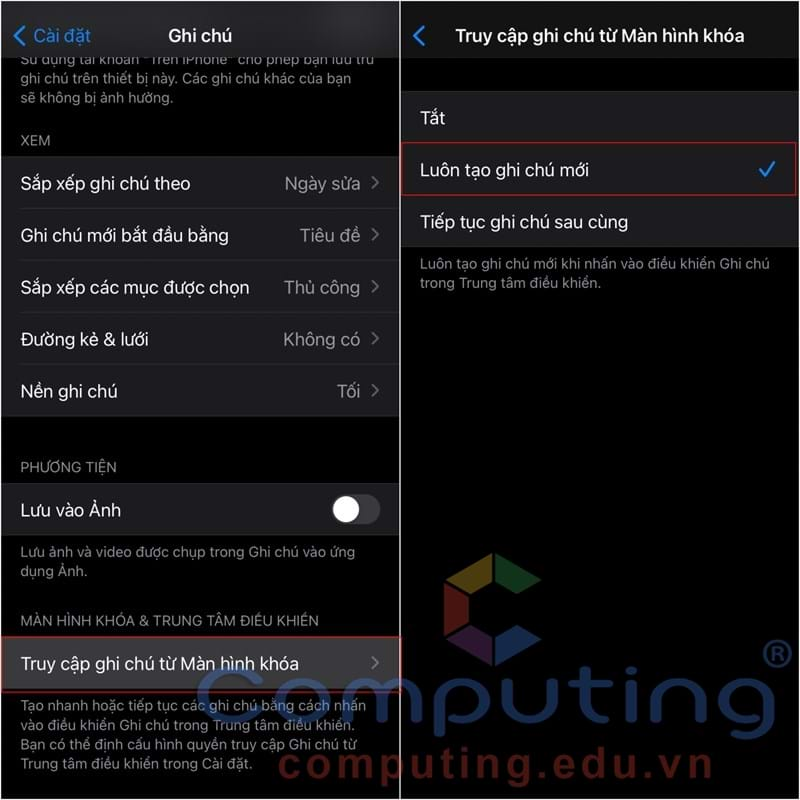 Cài đặt
Ghi chú
Sử dụng tài khoản "Trên iPhone" cho phép bạn lưu trữ
ghi chú trên thiết bị này. Các ghi chú khác của bạn
sẽ không bị ảnh hưởng.
XEM
Sắp xếp ghi chú theo
Ngày sửa
Ghi chú mới bắt đầu bằng
Tiêu đề
Sắp xếp các mục được chọn
Thủ công
Đường kẻ & lưới
Không có
Nền ghi chú
Tối
PHƯƠNG TIỆN
Lưu vào Ảnh
Lưu ảnh và video được chụp trong Ghi chú vào ứng
dụng Ảnh.
MÀN HÌNH KHÓA & TRUNG TÂM ĐIỀU KHIỂN
Truy cập ghi chú từ Màn hình khóa
Tạo nhanh hoặc tiếp tục các ghi chú bằng cách nhấn
vào điều khiển Ghi chú trong Trung tâm điều khiển.
Bạn có thể định cấu hình quyền truy cập Ghi chú từ
Trung tâm điều khiển trong Cài đặt.
Truy cập ghi chú từ Màn hình khóa
Tắt
Luôn tạo ghi chú mới
Tiếp tục ghi chú sau cùng
Luôn tạo ghi chú mới khi nhấn vào điều khiển Ghi chú
trong Trung tâm điều khiển.
Computing®
computing.edu.vn